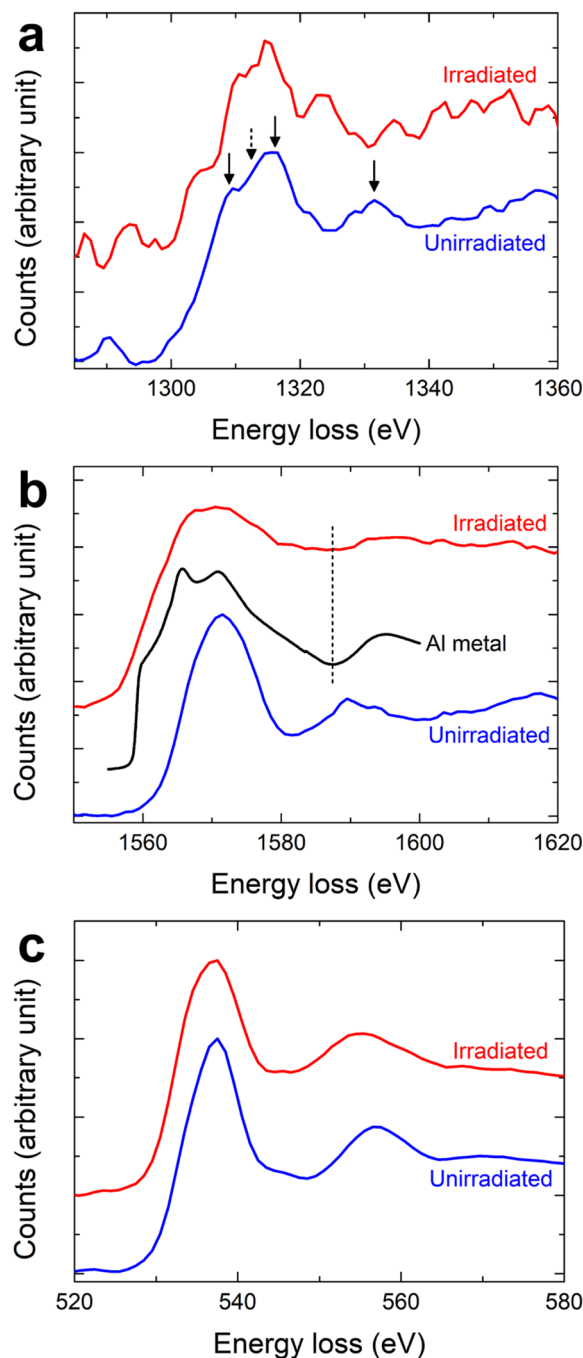 a
Irradiated
Unirradiated
Counts (arbitrary unit)
1300
1320
1340
1360
Energy loss (eV)
b
Irradiated
Al metal
Unirradiated
Counts (arbitrary unit)
1560
1580
1600
1620
Energy loss (eV)
c
Irradiated
Unirradiated
Counts (arbitrary unit)
520
540
560
580
Energy loss (eV)